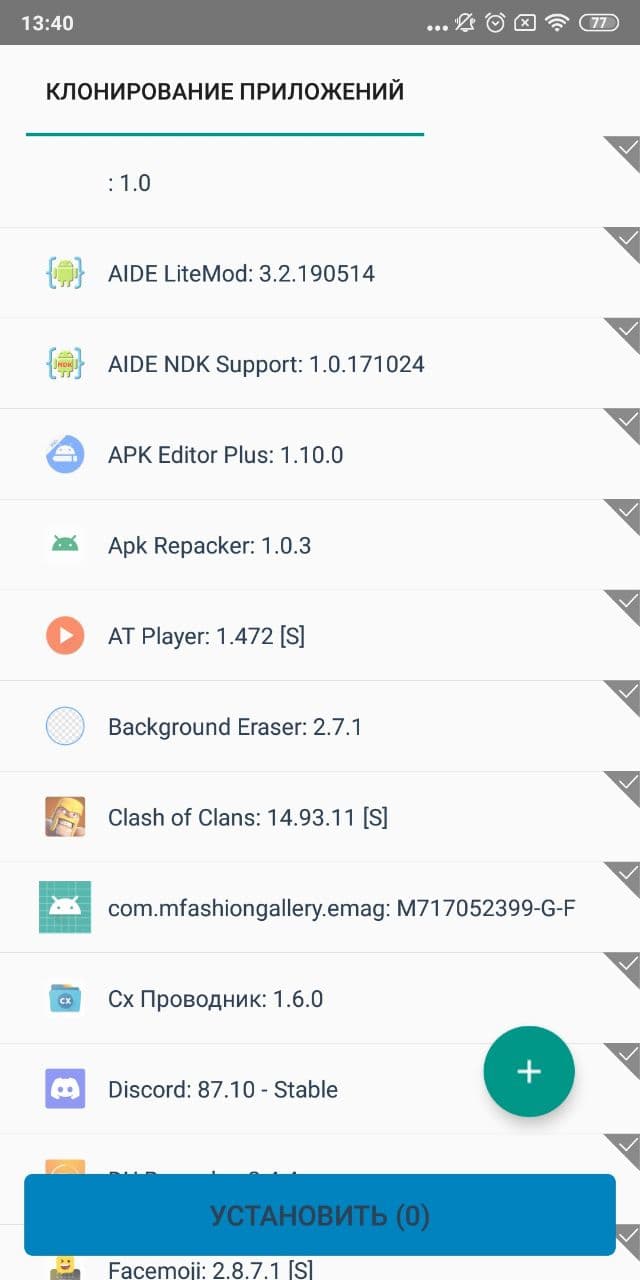 13:40
77
КЛОНИРОВАНИЕ ПРИЛОЖЕНИЙ
: 1.0
AIDE LiteMod: 3.2.190514
NDK
AIDE NDK Support: 1.0.171024
APK Editor Plus: 1.10.0
Apk Repacker: 1.0.3
AT Player: 1.472 [S]
Background Eraser: 2.7.1
Clash of Clans: 14.93.11 [S]
com.mfashiongallery.emag: M717052399-G-F
CX
Cx Проводник: 1.6.0
Discord: 87.10 - Stable
УСТАНОВИТЬ (0)
Facemoji: 2.8.7.1 [S]